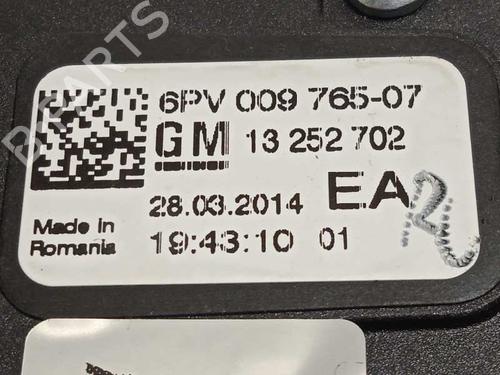 B-PARTS
6PV 009 765-07
GM 13 252 702
28.03.2014 EA
Made in
Romania
19:43:10 01
R